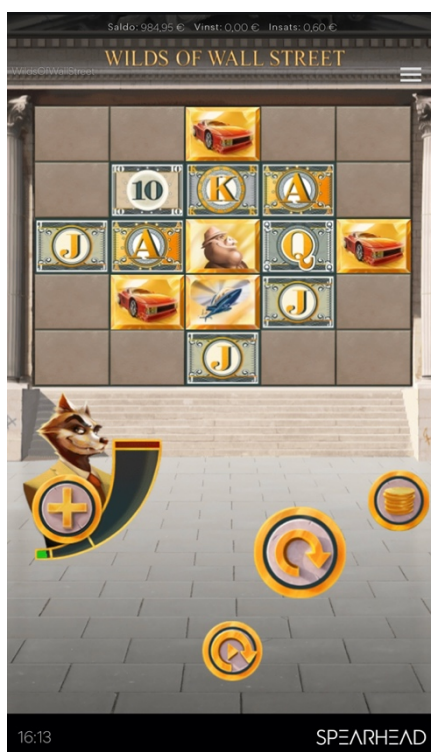 Saldo: 984,95 € Vinst: 0,00 € Insats: 0,60 €
WILDS OF WALL STREET
WildsOfWallStreet
10 K A
J A Q
J
J
16:13 SPEARHEAD